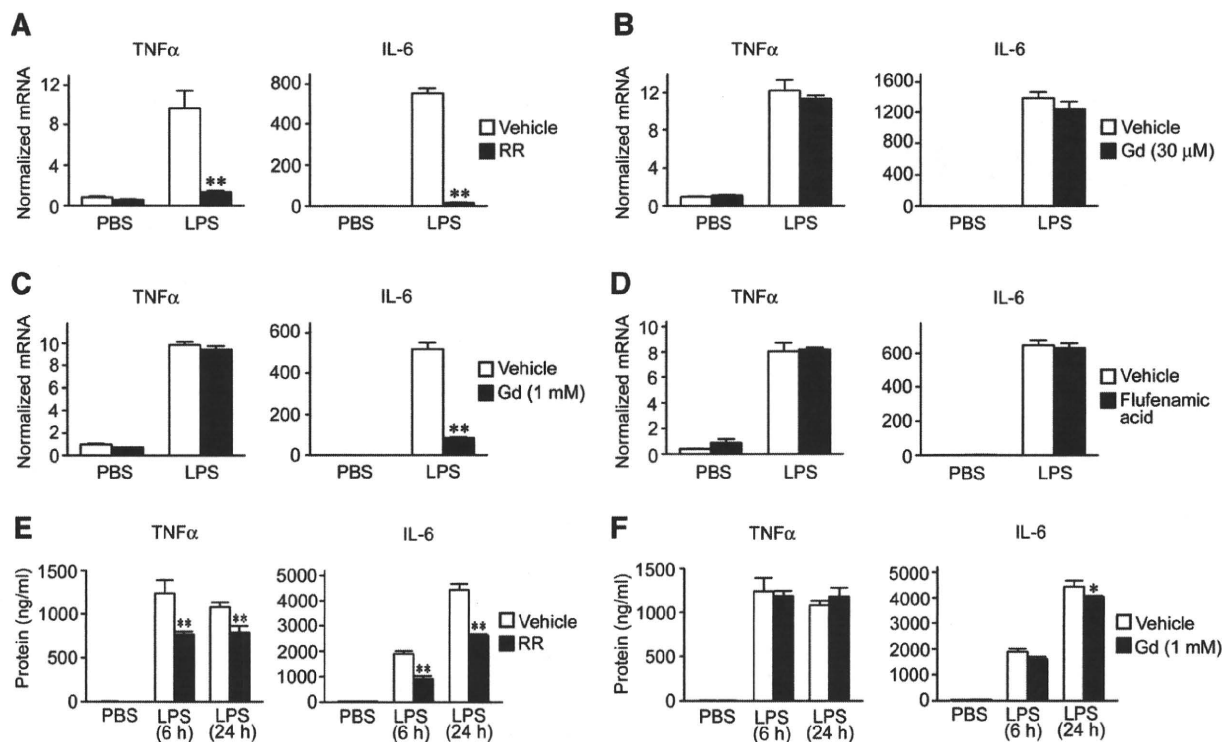 A
TNFα
IL-6
Normalized mRNA
12
8
4
0
PBS
LPS
**
800
600
400
200
0
PBS
LPS
**
Vehicle
RR
B
TNFα
IL-6
Normalized mRNA
12
8
4
0
PBS
LPS
1600
1200
800
400
0
PBS
LPS
Vehicle
Gd (30 μM)
C
TNFα
IL-6
Normalized mRNA
10
8
6
4
2
0
PBS
LPS
600
400
200
0
PBS
LPS
**
Vehicle
Gd (1 mM)
D
TNFα
IL-6
Normalized mRNA
10
8
6
4
2
0
PBS
LPS
600
400
200
0
PBS
LPS
Vehicle
Flufenamic
acid
E
TNFα
IL-6
Protein (ng/ml)
1500
1000
500
0
PBS
LPS
(6 h)
LPS
(24 h)
**
**
5000
4000
3000
2000
1000
0
PBS
LPS
(6 h)
LPS
(24 h)
**
**
Vehicle
RR
F
TNFα
IL-6
Protein (ng/ml)
1500
1000
500
0
PBS
LPS
(6 h)
LPS
(24 h)
5000
4000
3000
2000
1000
0
PBS
LPS
(6 h)
LPS
(24 h)
*
Vehicle
Gd (1 mM)